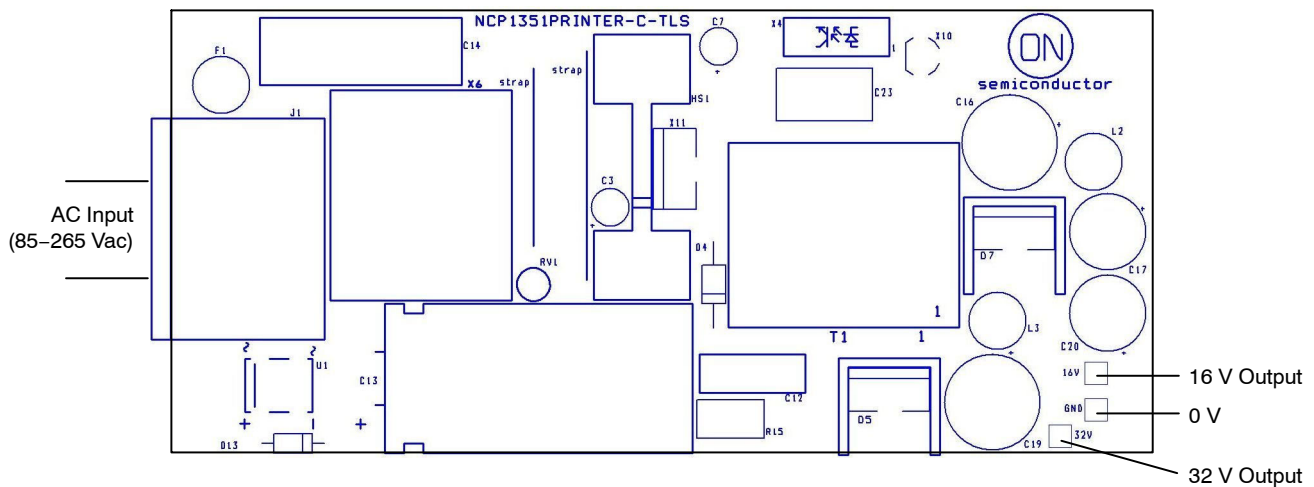 NCP1351PRINTER-C-TLS
C7
X4
1
X10
ON
semiconductor
F1
C14
X6
strap
strap
HS1
C23
C16
+
J1
X11
L2
AC Input
(85–265 Vac)
C3
+
+
D4
D7
C17
RV1
1
T1
1
L3
C20
+
+
~
~
U1
C13
+
–
+
C12
D5
16V
16 V Output
GND
0 V
R15
D13
C19
32V
32 V Output